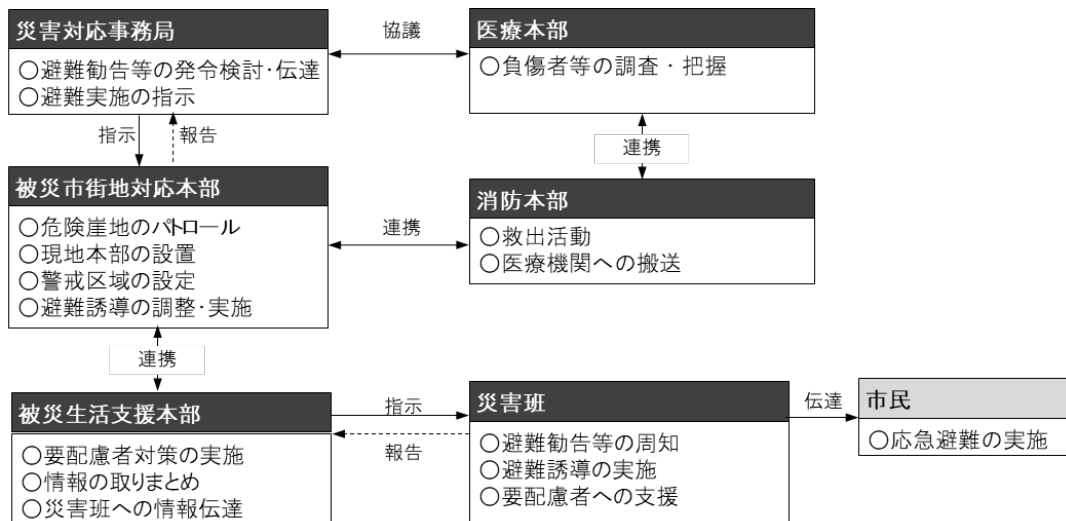 災害対応事務局
○避難勧告等の発令検討・伝達
○避難実施の指示
協議
医療本部
○負傷者等の調査・把握
指示
報告
連携
被災市街地対応本部
○危険崖地のパトロール
○現地本部の設置
○警戒区域の設定
○避難誘導の調整・実施
連携
消防本部
○救出活動
○医療機関への搬送
連携
被災生活支援本部
○要配慮者対策の実施
○情報の取りまとめ
○災害班への情報伝達
指示
報告
災害班
○避難勧告等の周知
○避難誘導の実施
○要配慮者への支援
伝達
市民
○応急避難の実施